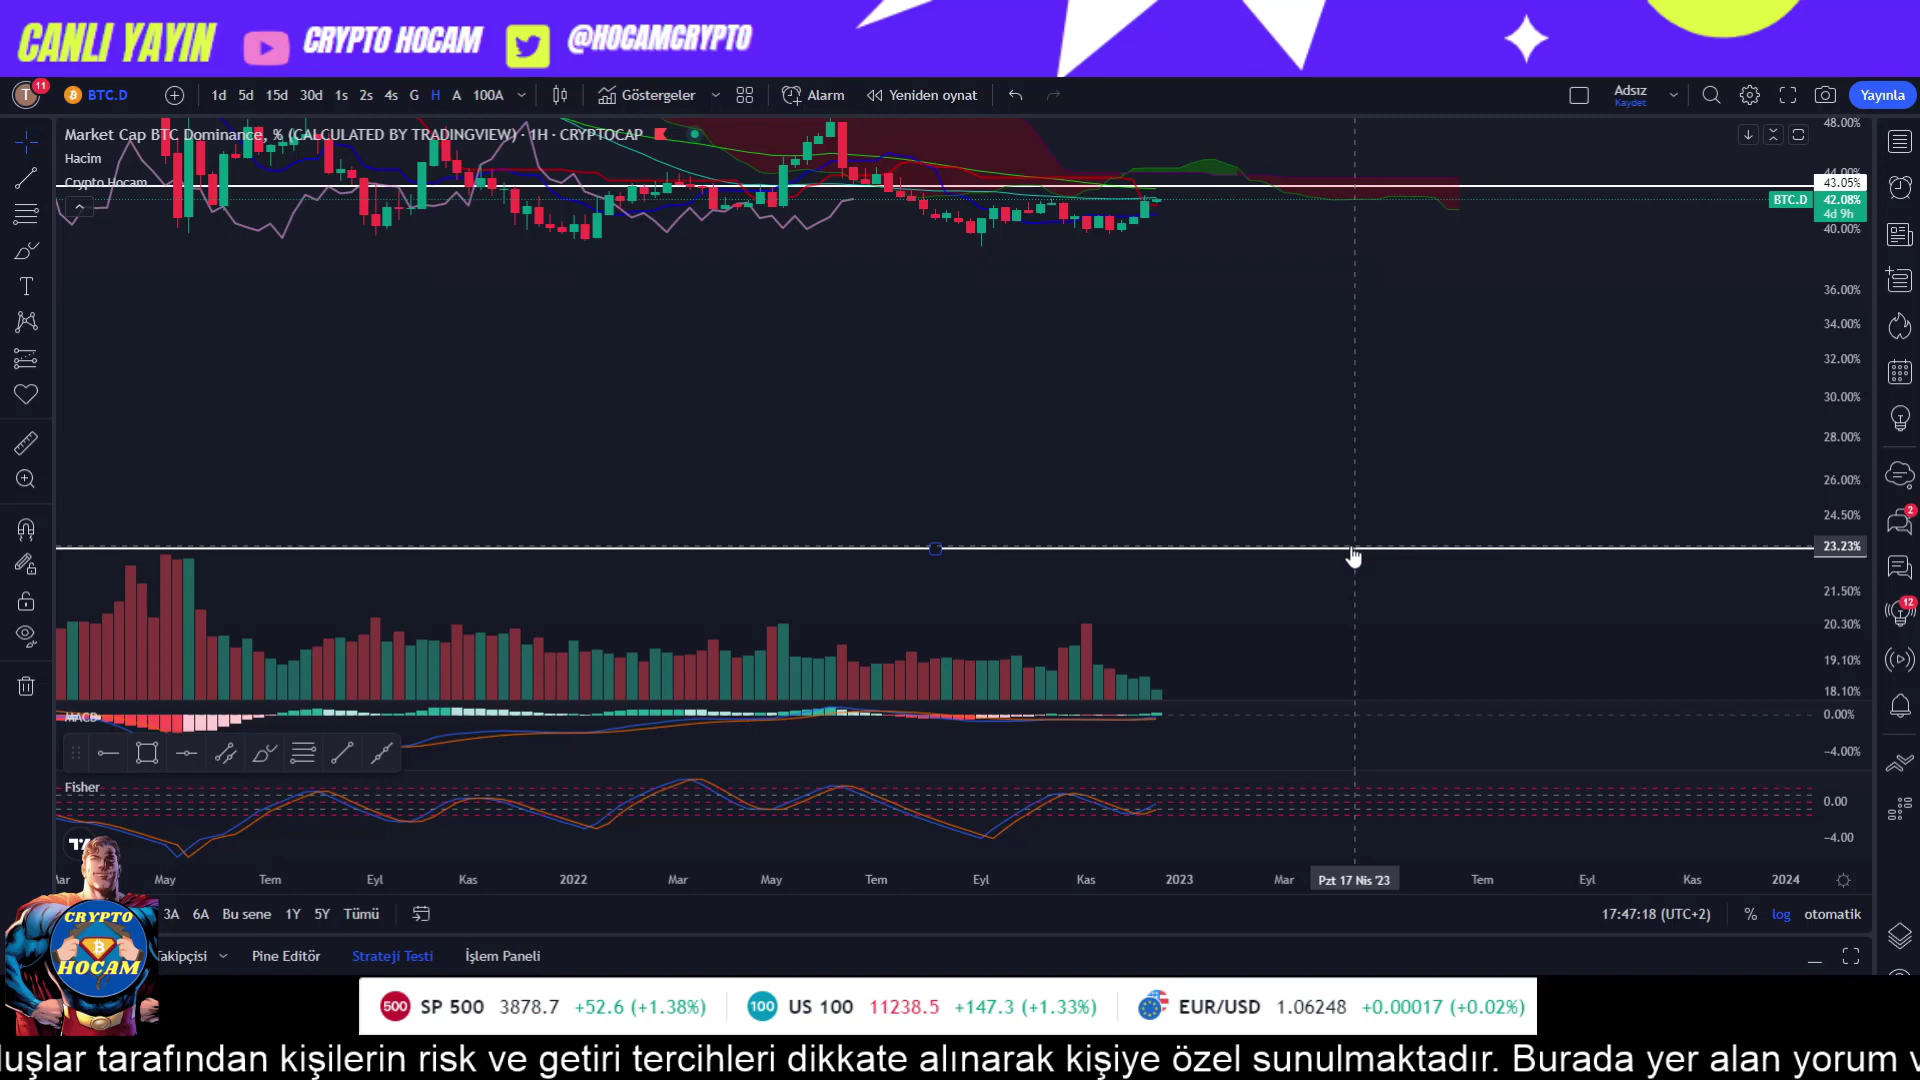 CANLI YAYIN CRYPTO HOCAM @HOCAMCRYPTO
T 11 BTC.D 1d 5d 15d 30d 1s 2s 4s G H A 100A Göstergeler Alarm Yeniden oynat Adsız Kaydet Yayınla
Market Cap BTC Dominance, % (CALCULATED BY TRADINGVIEW) · 1H · CRYPTOCAP
Hacim
Crypto Hocam
48.00%
44.00%
43.05%
BTC.D 42.08%
4d 9h
40.00%
36.00%
34.00%
32.00%
30.00%
28.00%
26.00%
24.50%
23.23%
21.50%
20.30%
19.10%
18.10%
2
12
MACD
0.00%
−4.00%
Fisher
0.00
−4.00
May Tem Eyl Kas 2022 Mar May Tem Eyl Kas 2023 Mar Pzt 17 Nis '23 Tem Eyl Kas 2024
3A 6A Bu sene 1Y 5Y Tümü 17:47:18 (UTC+2) % log otomatik
Takipçisi Pine Editör Strateji Testi İşlem Paneli
CRYPTO
HOCAM
500 SP 500 3878.7 +52.6 (+1.38%) 100 US 100 11238.5 +147.3 (+1.33%) EUR/USD 1.06248 +0.00017 (+0.02%)
tarafından kişilerin risk ve getiri tercihleri dikkate alınarak kişiye özel sunulmaktadır. Burada yer alan yorum